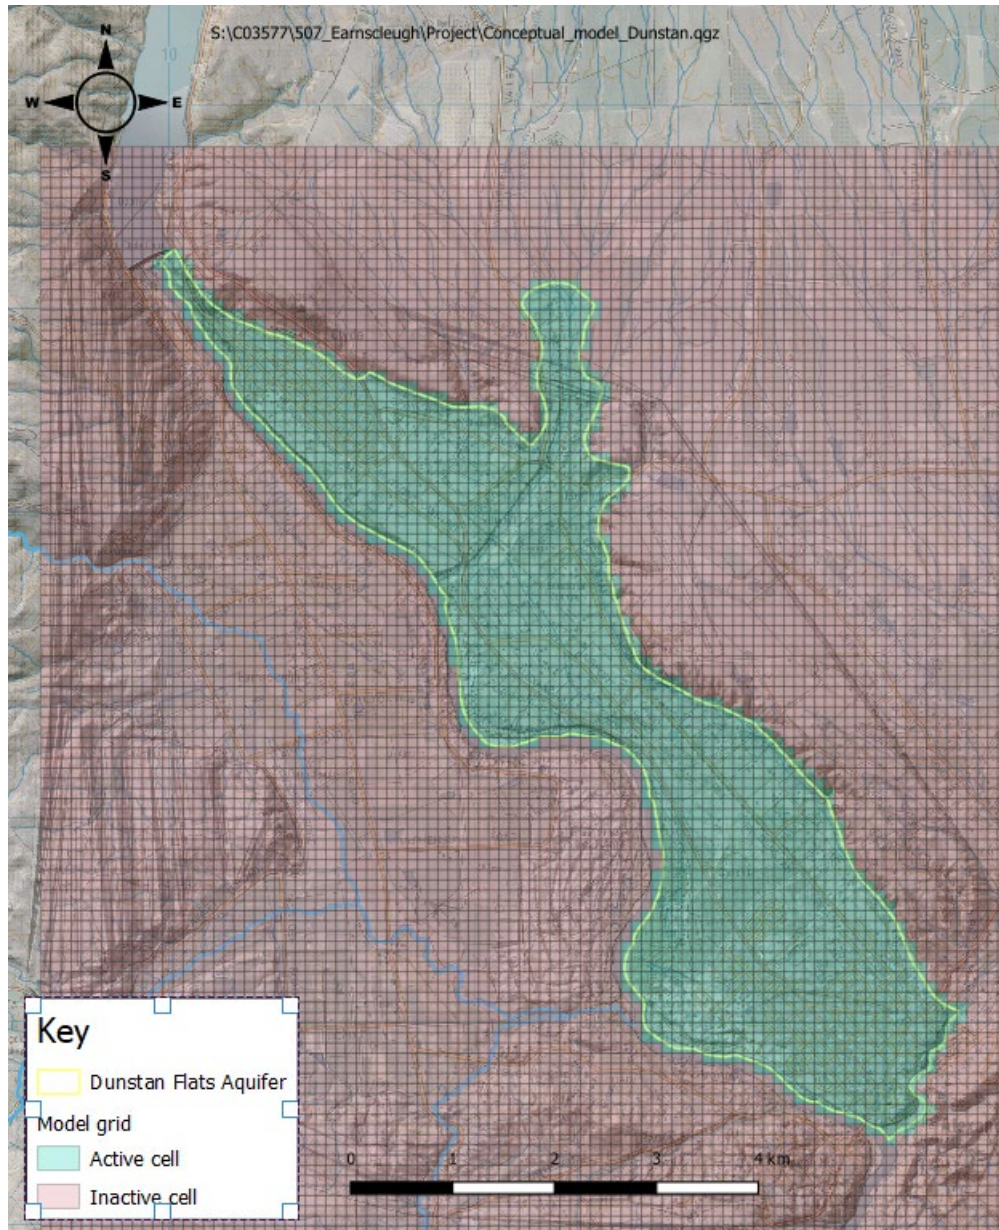 S:\C03577\507_Earnscleugh\Project\Conceptual_model_Dunstan.qgz
N
10
W E
S
Key
Dunstan Flats Aquifer
Model grid
Active cell
Inactive cell
0 1 2 3 4 km